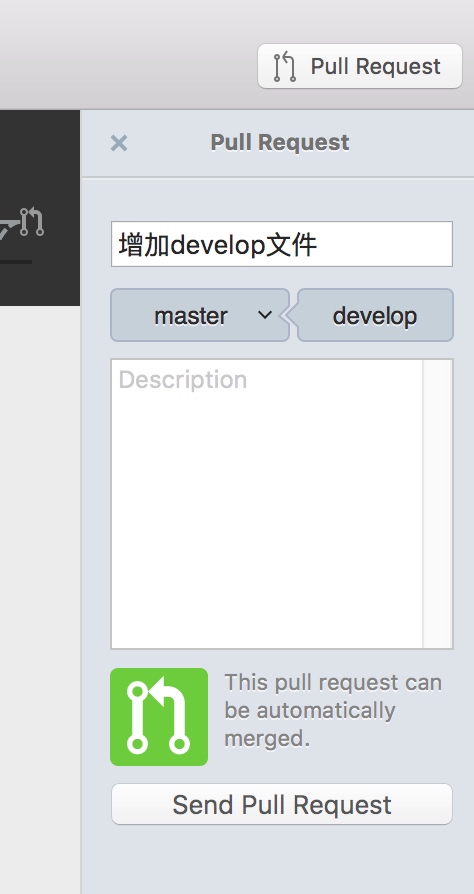 Pull Request
Pull Request
增加develop文件
master
develop
Description
This pull request can
be automatically
merged.
Send Pull Request